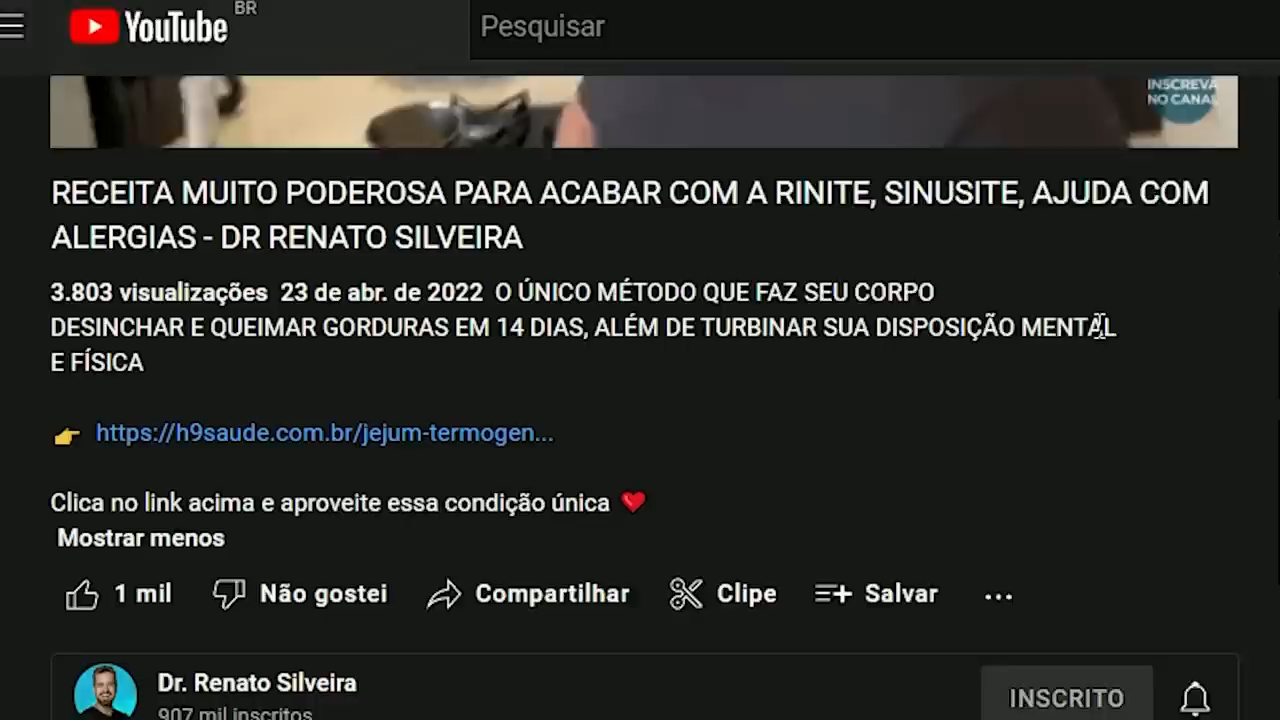 YouTube BR
Pesquisar
INSCREVA
NO CANAL
RECEITA MUITO PODEROSA PARA ACABAR COM A RINITE, SINUSITE, AJUDA COM
ALERGIAS - DR RENATO SILVEIRA
3.803 visualizações 23 de abr. de 2022 O ÚNICO MÉTODO QUE FAZ SEU CORPO
DESINCHAR E QUEIMAR GORDURAS EM 14 DIAS, ALÉM DE TURBINAR SUA DISPOSIÇÃO MENTAL
E FÍSICA
https://h9saude.com.br/jejum-termogen...
Clica no link acima e aproveite essa condição única
Mostrar menos
1 mil Não gostei Compartilhar Clipe Salvar ...
Dr. Renato Silveira
INSCRITO
907 mil inscritos